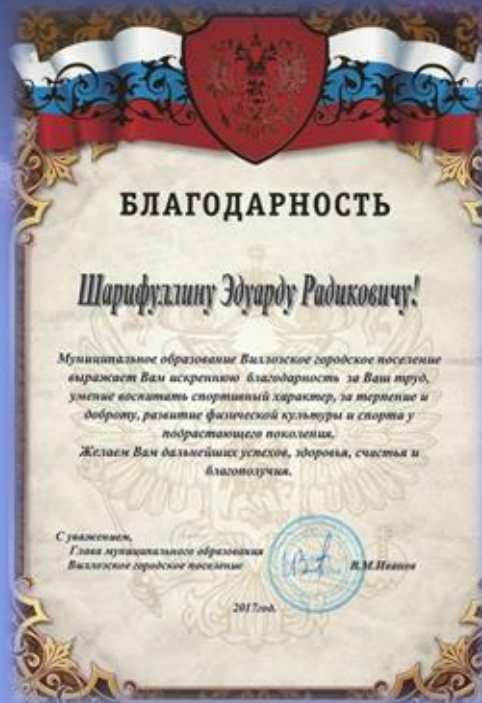 БЛАГОДАРНОСТЬ
Шарифуллину Эдуарду Радиковичу!
Муниципальное образование Виллозское городское поселение
выражает Вам искреннюю благодарность за Ваш труд,
умение воспитать спортивный характер, за терпение и
доброту, развитие физической культуры и спорта у
подрастающего поколения.
Желаем Вам дальнейших успехов, здоровья, счастья и
благополучия.
С уважением,
Глава муниципального образования
Виллозское городское поселение В.М.Иванов
2017год.